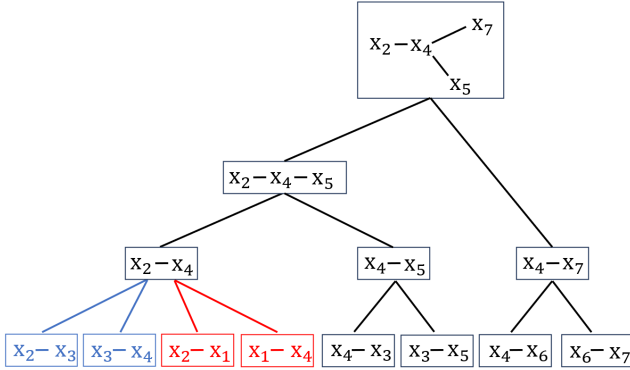 x₇
x₂ – x₄
x₅
x₂ – x₄ – x₅
x₂ – x₄
x₄ – x₅
x₄ – x₇
x₂ – x₃
x₃ – x₄
x₂ – x₁
x₁ – x₄
x₄ – x₃
x₃ – x₅
x₄ – x₆
x₆ – x₇